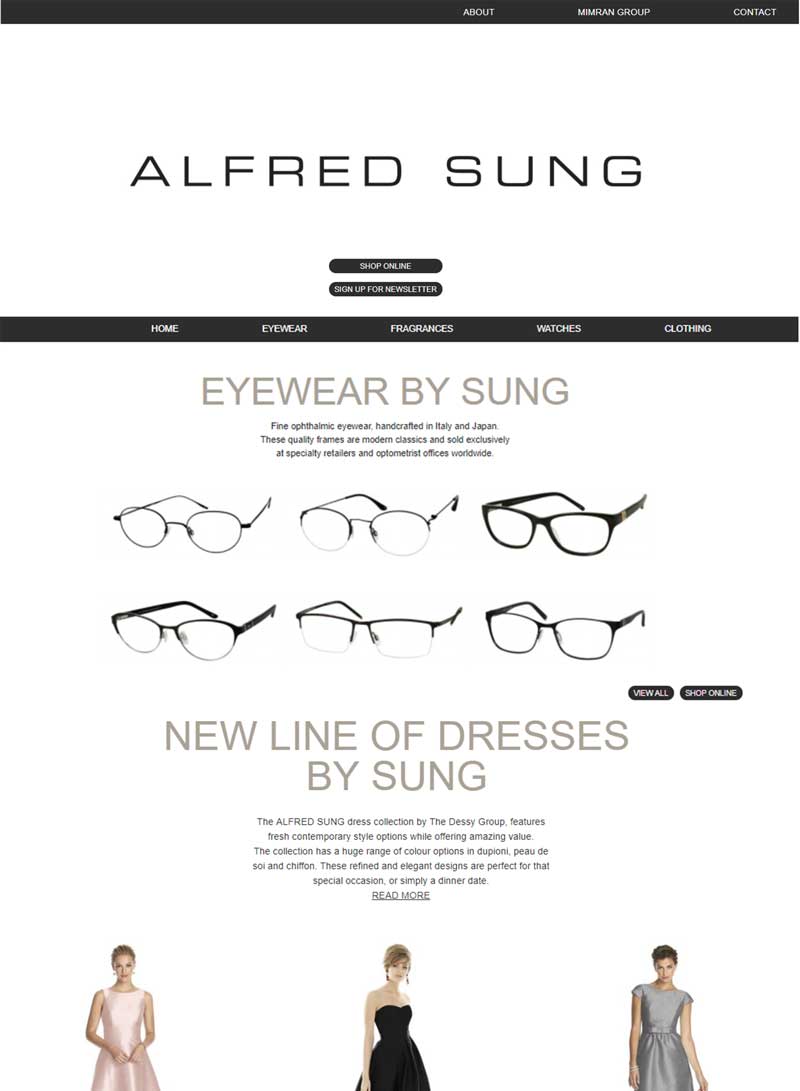 ABOUT
MIMRAN GROUP
CONTACT
ALFRED SUNG
SHOP ONLINE
SIGN UP FOR NEWSLETTER
HOME
EYEWEAR
FRAGRANCES
WATCHES
CLOTHING
EYEWEAR BY SUNG
Fine ophthalmic eyewear, handcrafted in Italy and Japan.
These quality frames are modern classics and sold exclusively
at specialty retailers and optometrist offices worldwide.
VIEW ALL
SHOP ONLINE
NEW LINE OF DRESSES
BY SUNG
The ALFRED SUNG dress collection by The Dessy Group, features
fresh contemporary style options while offering amazing value.
The collection has a huge range of colour options in dupioni, peau de
soi and chiffon. These refined and elegant designs are perfect for that
special occasion, or simply a dinner date.
READ MORE